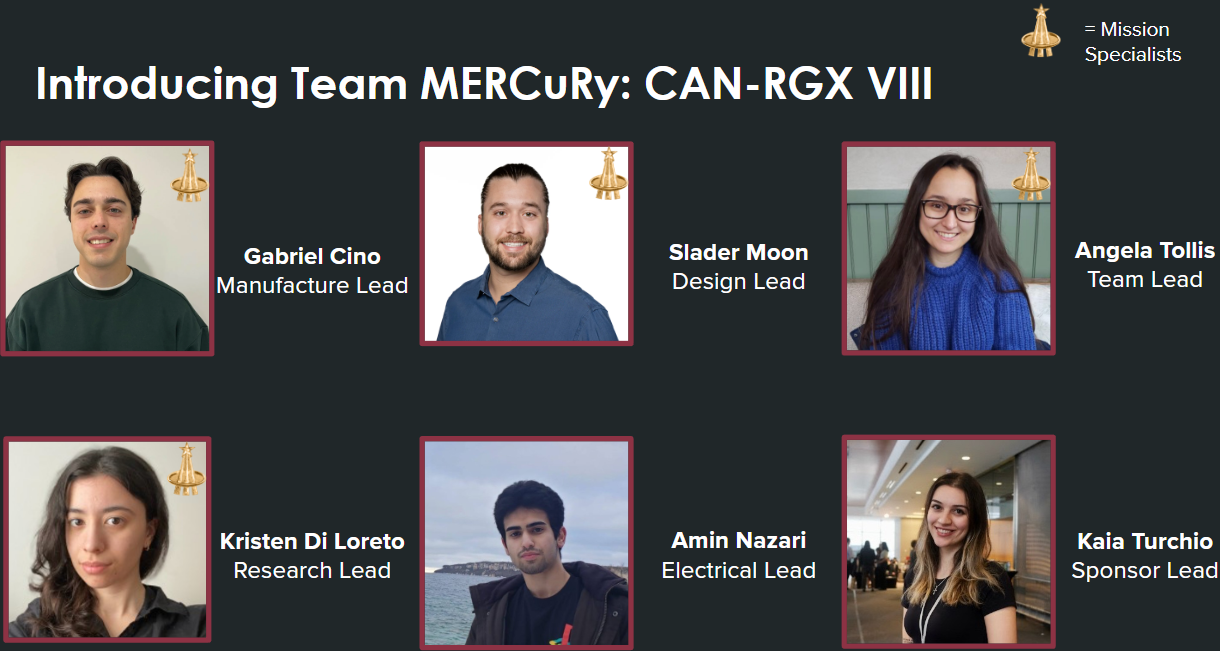 = Mission
Specialists
Introducing Team MERCuRy: CAN-RGX VIII
Gabriel Cino
Manufacture Lead
Slader Moon
Design Lead
Angela Tollis
Team Lead
Kristen Di Loreto
Research Lead
Amin Nazari
Electrical Lead
Kaia Turchio
Sponsor Lead